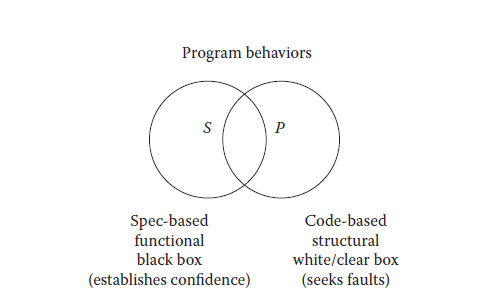 Program behaviors
S P
Spec-based
functional
black box
(establishes confidence)
Code-based
structural
white/clear box
(seeks faults)